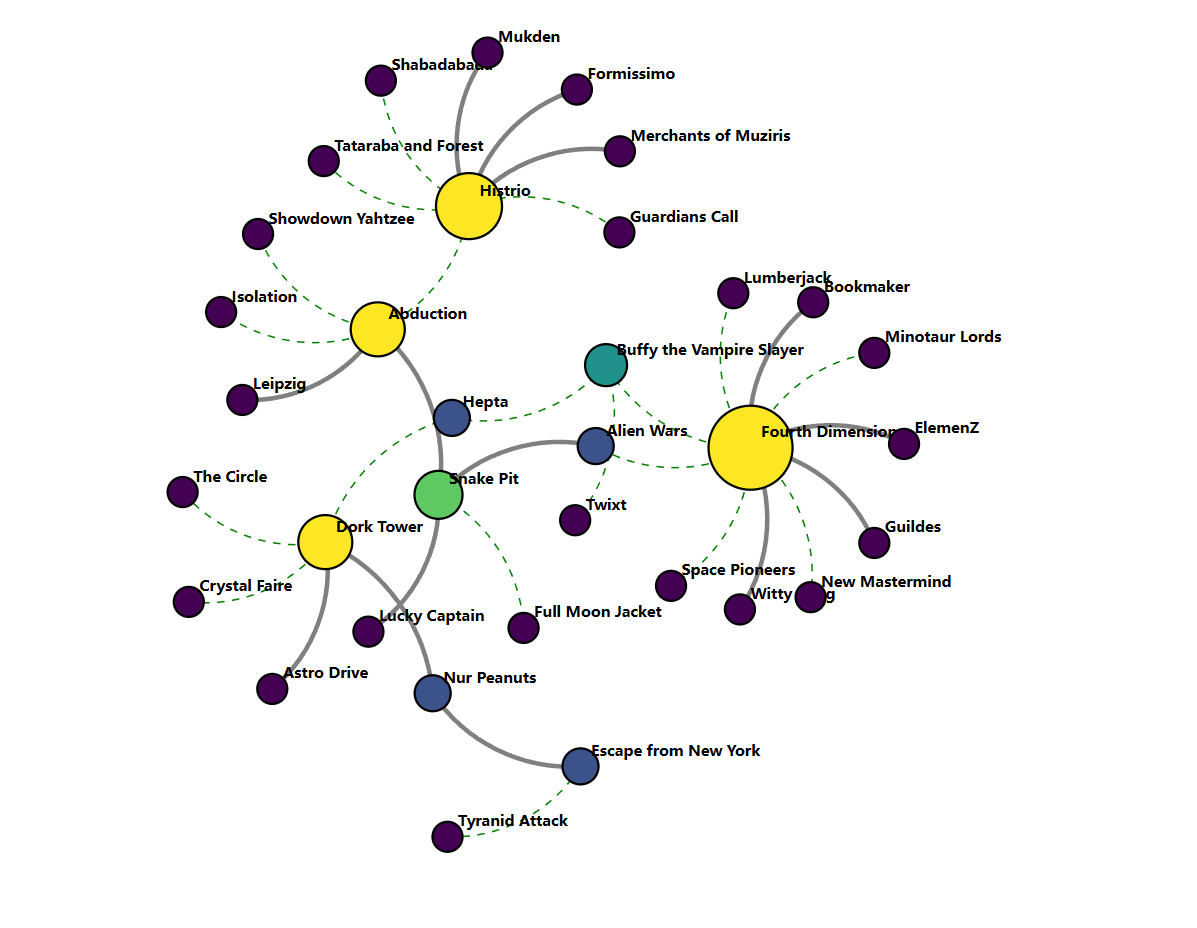 Mukden
Shabadabada
Formissimo
Merchants of Muziris
Tataraba and Forest
Histrio
Showdown Yahtzee
Guardians Call
Lumberjack
Bookmaker
Isolation
Abduction
Minotaur Lords
Buffy the Vampire Slayer
Leipzig
Hepta
Alien Wars
Fourth Dimension
ElemenZ
The Circle
Snake Pit
Twixt
Dork Tower
Guildes
Space Pioneers
New Mastermind
Crystal Faire
Witty
Lucky Captain
Full Moon Jacket
Astro Drive
Nur Peanuts
Escape from New York
Tyranid Attack